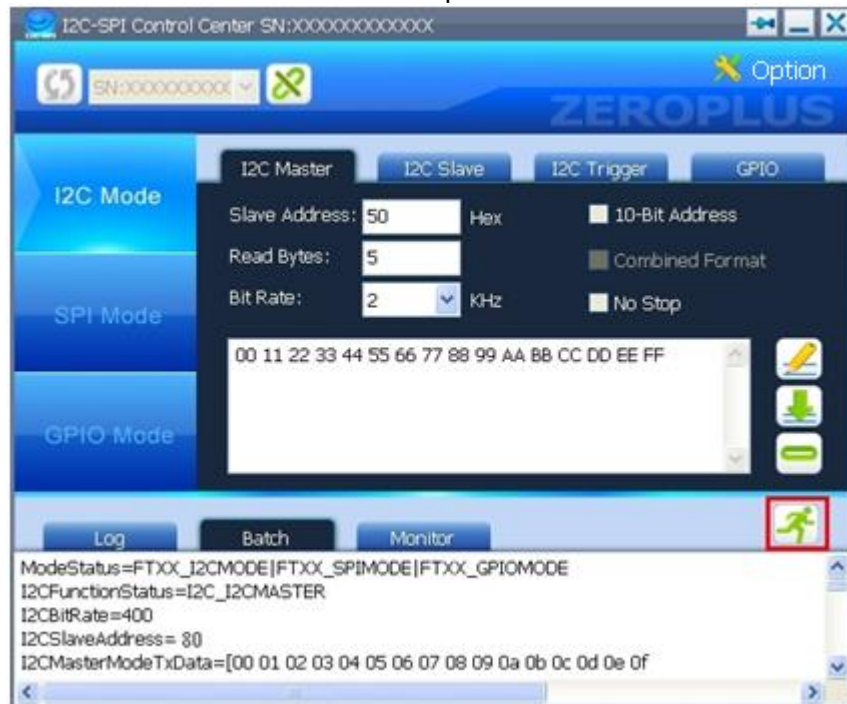 I2C-SPI Control Center SN:XXXXXXXXXXXX
SN:XXXXXXXXX
Option
ZEROPLUS
I2C Mode
SPI Mode
GPIO Mode
I2C Master I2C Slave I2C Trigger GPIO
Slave Address: 50 Hex 10-Bit Address
Read Bytes: 5 Combined Format
Bit Rate: 2 KHz No Stop
00 11 22 33 44 55 66 77 88 99 AA BB CC DD EE FF
Log Batch Monitor
ModeStatus=FTXX_I2CMODE|FTXX_SPIMODE|FTXX_GPIOMODE
I2CFunctionStatus=I2C_I2CMASTER
I2CBitRate=400
I2CSlaveAddress= 80
I2CMasterModeTxData=[00 01 02 03 04 05 06 07 08 09 0a 0b 0c 0d 0e 0f